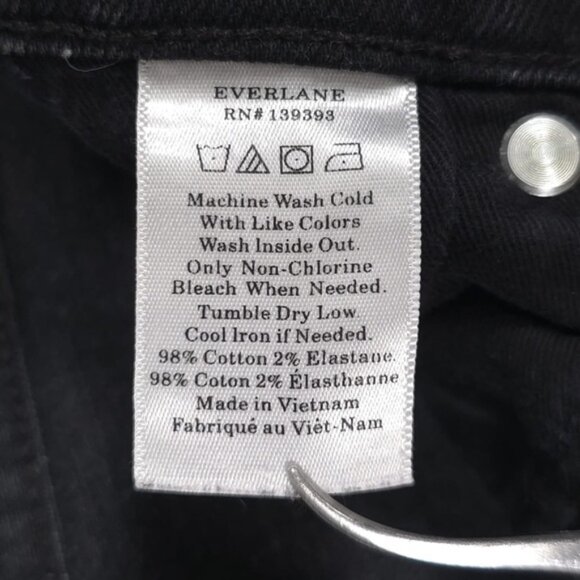 EVERLANE
RN# 139393
Machine Wash Cold
With Like Colors
Wash Inside Out.
Only Non-Chlorine
Bleach When Needed.
Tumble Dry Low.
Cool Iron if Needed.
98% Cotton 2% Elastane.
98% Coton 2% Élasthanne
Made in Vietnam
Fabriqué au Viêt-Nam